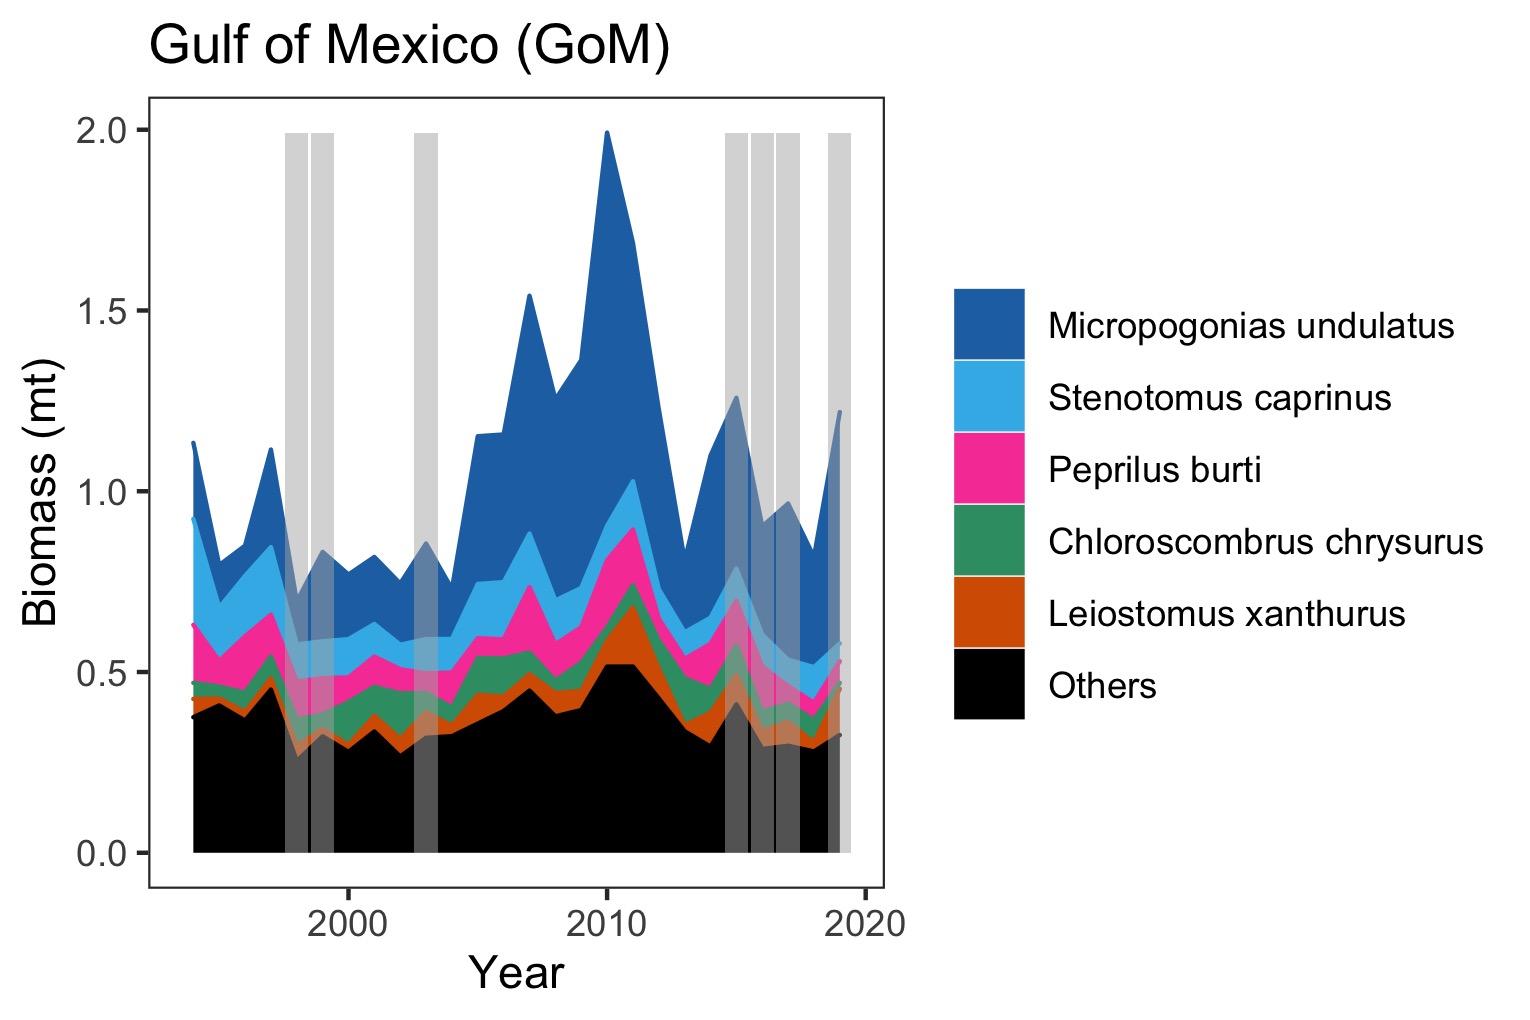 Gulf of Mexico (GoM)
2.0
1.5
1.0
0.5
0.0
Biomass (mt)
2000
2010
2020
Year
Micropogonias undulatus
Stenotomus caprinus
Peprilus burti
Chloroscombrus chrysurus
Leiostomus xanthurus
Others